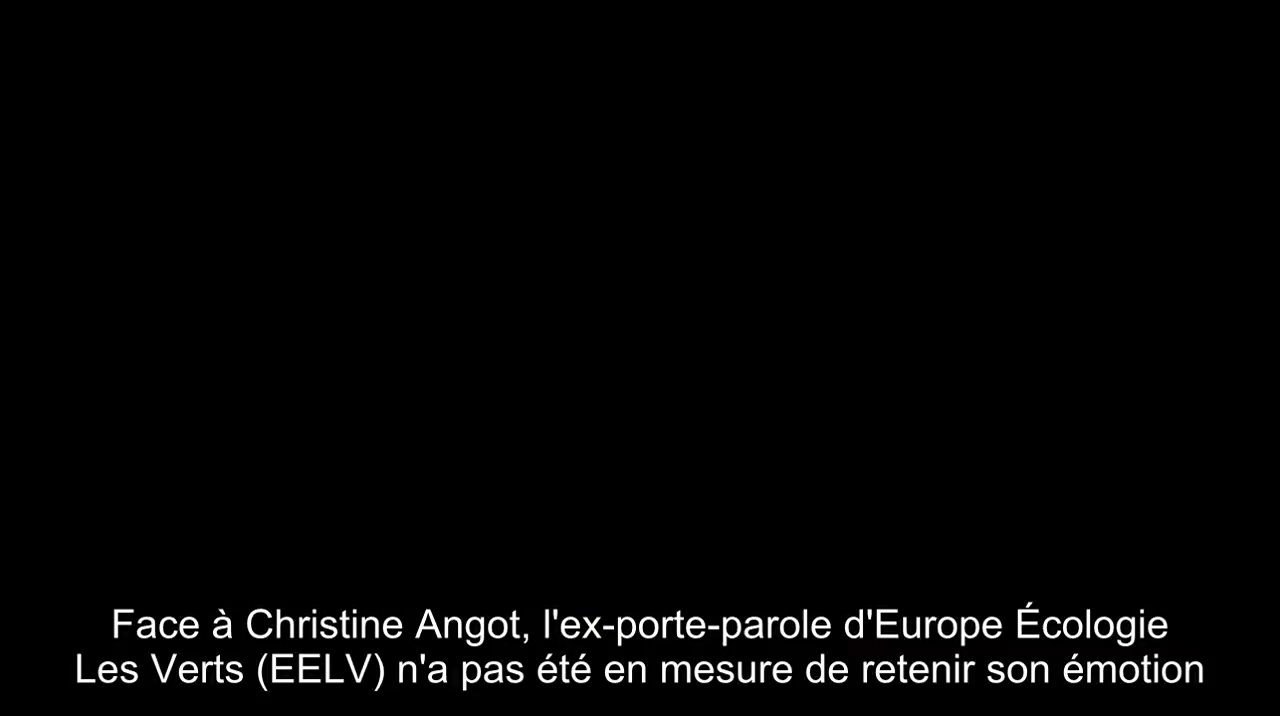 Face à Christine Angot, l'ex-porte-parole d'Europe Écologie
Les Verts (EELV) n'a pas été en mesure de retenir son émotion